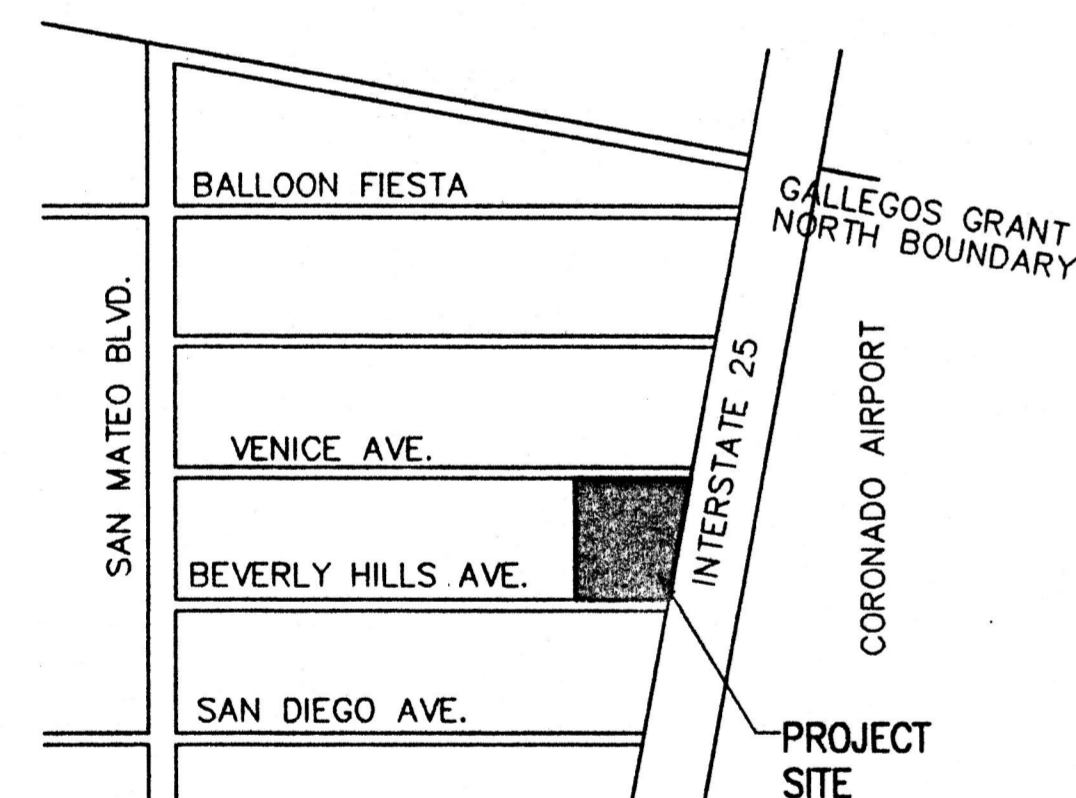 BALLOON FIESTA
GALLEGOS GRANT
NORTH BOUNDARY
SAN MATEO BLVD.
VENICE AVE.
INTERSTATE 25
CORONADO AIRPORT
BEVERLY HILLS AVE.
SAN DIEGO AVE.
PROJECT
SITE